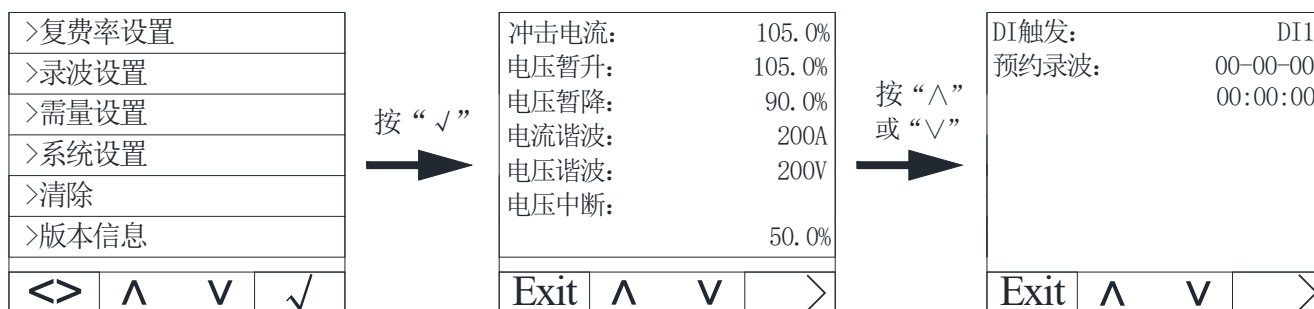 >复费率设置
>录波设置
>需量设置
>系统设置
>清除
>版本信息
<> ∧ ∨ √
按“√”
冲击电流： 105.0%
电压暂升： 105.0%
电压暂降： 90.0%
电流谐波： 200A
电压谐波： 200V
电压中断：
50.0%
Exit ∧ ∨ >
按“∧”
或“∨”
DI触发： DI1
预约录波： 00-00-00
00:00:00
Exit ∧ ∨ >